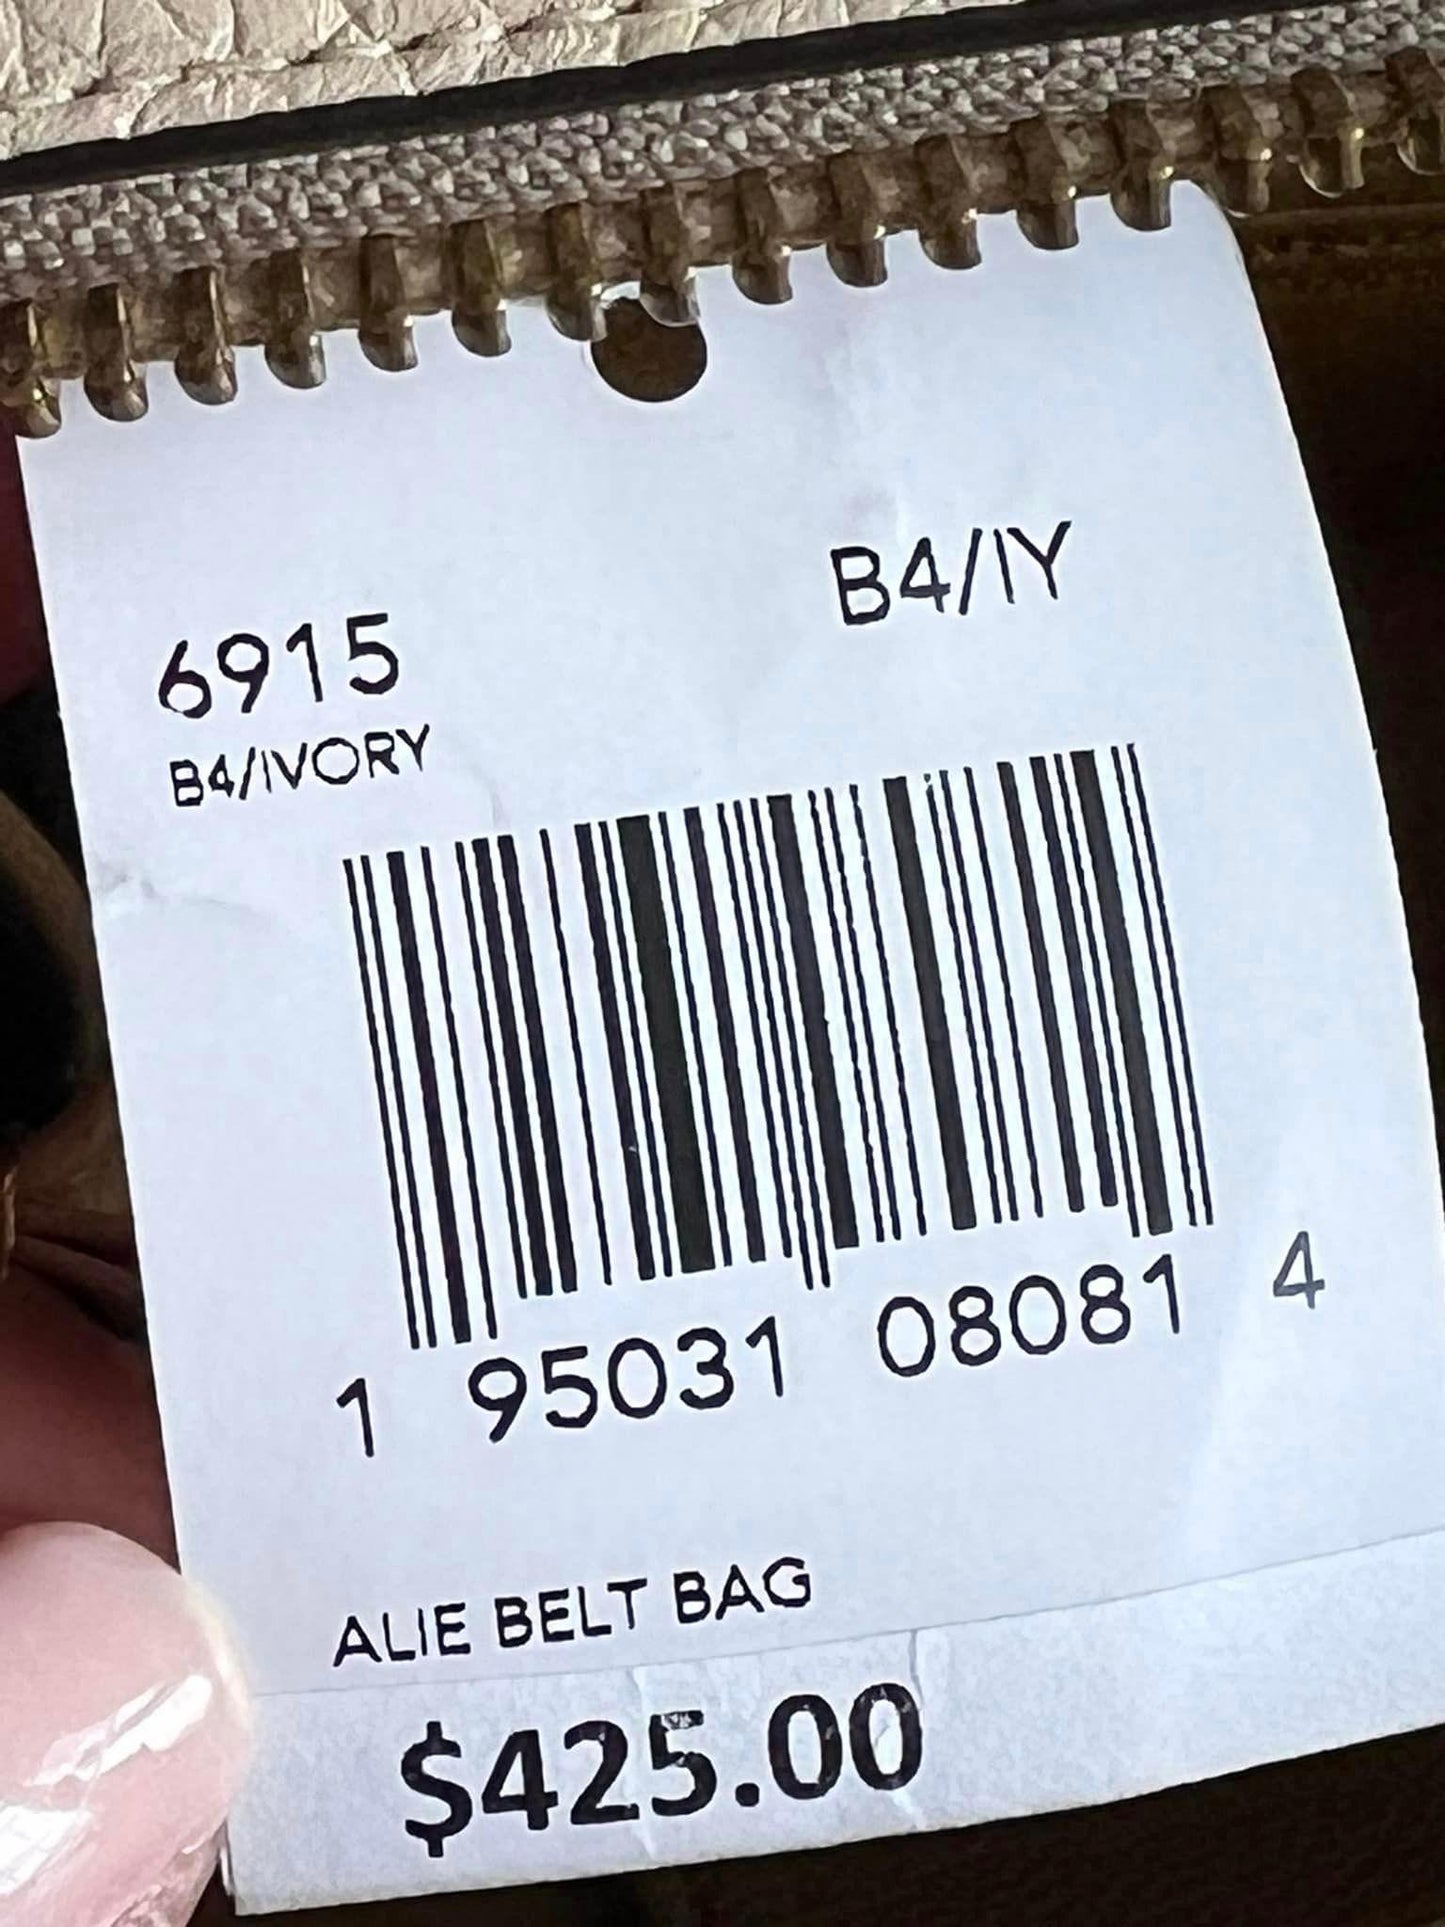 B4/IY
6915
B4/IVORY
1 95031 08081 4
ALIE BELT BAG
$425.00